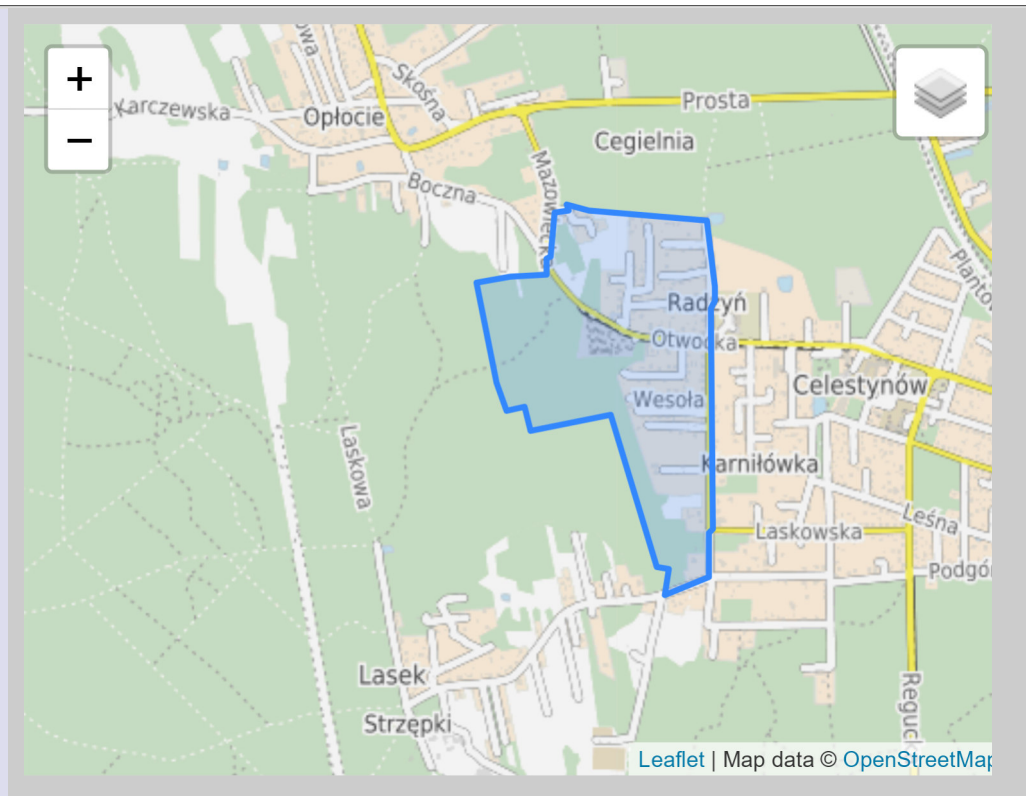 +
−
Skośna
Prosta
Karczewska
Opłocie
Cegielnia
Mazowiecka
Boczna
Radzyń
Otwocka
Celestynów
Wesoła
Karniłówka
Laskowa
Leśna
Laskowska
Podgó
Lasek
Strzępki
Leaflet | Map data © OpenStreetMap